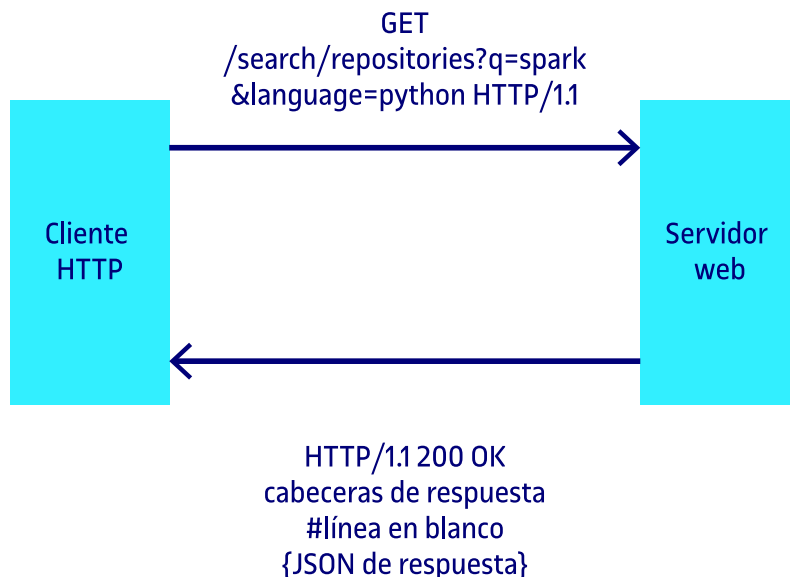 GET
/search/repositories?q=spark
&language=python HTTP/1.1
Cliente
HTTP
Servidor
web
HTTP/1.1 200 OK
cabeceras de respuesta
#línea en blanco
{JSON de respuesta}